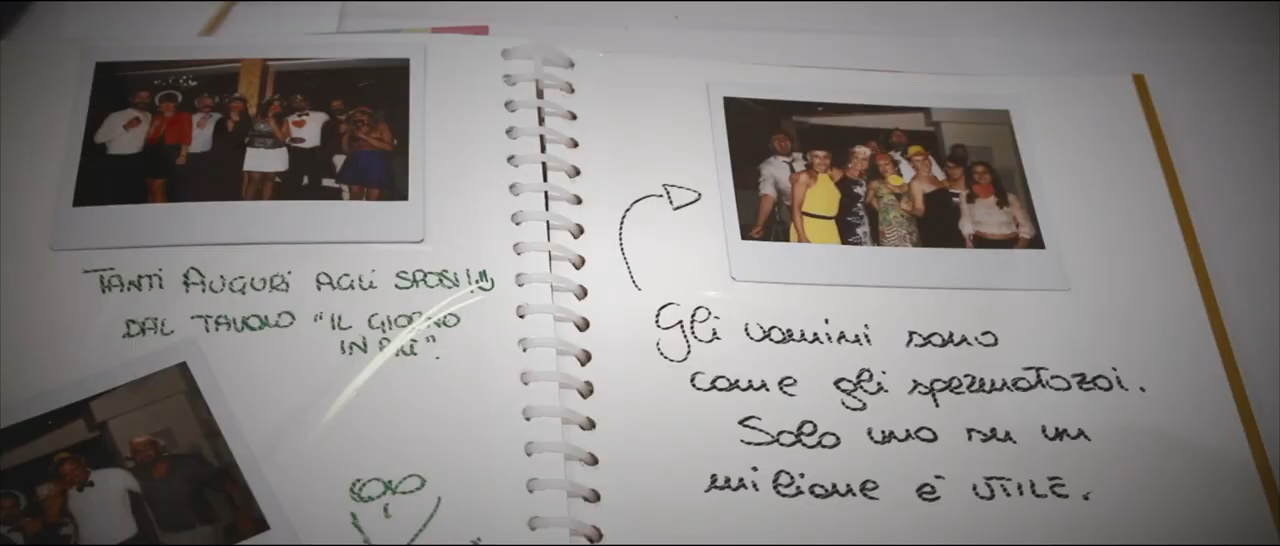 TANTI AUGURI AGLI SPOSI!!!
DAL TAVOLO "IL GIORNO
IN PIÙ".
Gli uomini sono
come gli spermatozoi.
Solo uno su un
milione è UTILE.